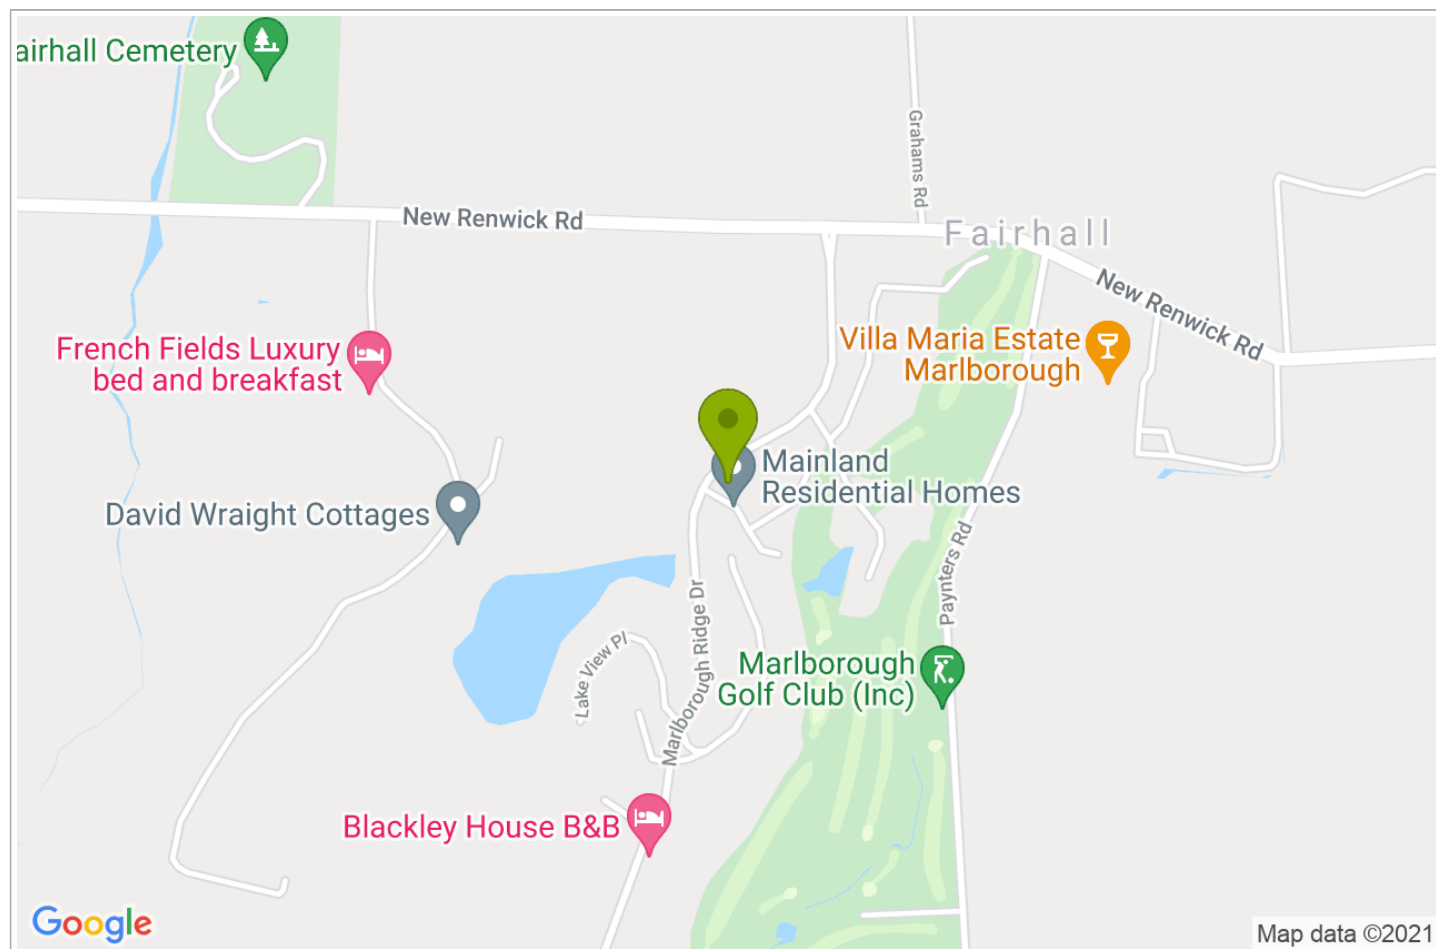 airhall Cemetery
Grahams Rd
New Renwick Rd
Fairhall
New Renwick Rd
French Fields Luxury
bed and breakfast
Villa Maria Estate
Marlborough
Mainland
Residential Homes
David Wraight Cottages
Paynters Rd
Marlborough Ridge Dr
Lake View Pl
Marlborough
Golf Club (Inc)
Blackley House B&B
Google
Map data ©2021